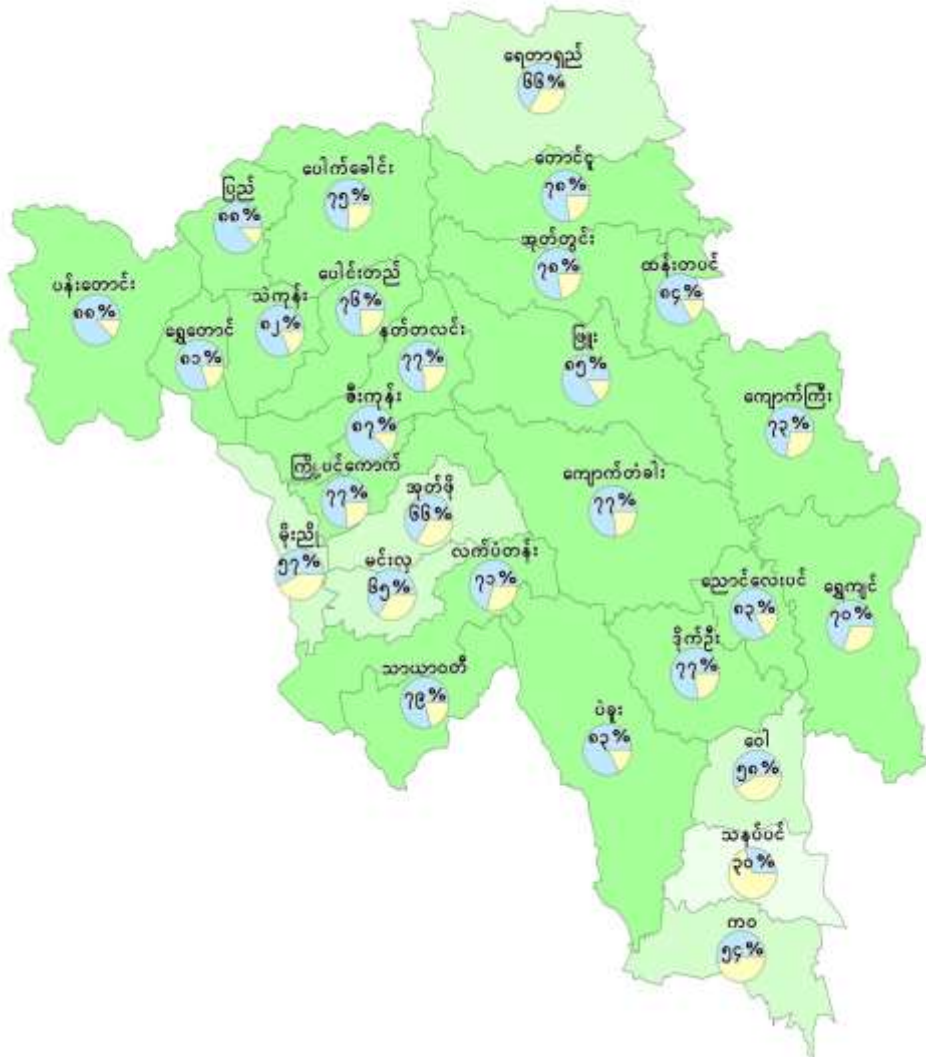 ရေတာရှည်
၆၆%
တောင်ငူ
၇၈%
ပေါက်ခေါင်း
၇၅%
ပြည်
၈၈%
အုတ်တွင်း
၇၈%
ထန်းတပင်
၈၄%
ပန်းတောင်း
၈၈%
ပေါင်းတည်
၇၆%
သဲကုန်း
၈၂%
ရွှေတောင်
၈၁%
နတ်တလင်း
၇၇%
ဖြူး
၈၅%
ကျောက်ကြီး
၇၃%
ဇီးကုန်း
၈၇%
ကြို့ပင်ကောက်
၇၇%
အုတ်ဖို
၆၆%
ကျောက်တံခါး
၇၇%
မိုးညို
၅၇%
မင်းလှ
၆၅%
လက်ပံတန်း
၇၁%
ညောင်လေးပင်
၈၃%
ရွှေကျင်
၇၀%
ဒိုက်ဦး
၇၇%
သာယာဝတီ
၇၉%
ပဲခူး
၈၃%
ဝေါ
၅၈%
သနပ်ပင်
၃၀%
ကဝ
၅၄%